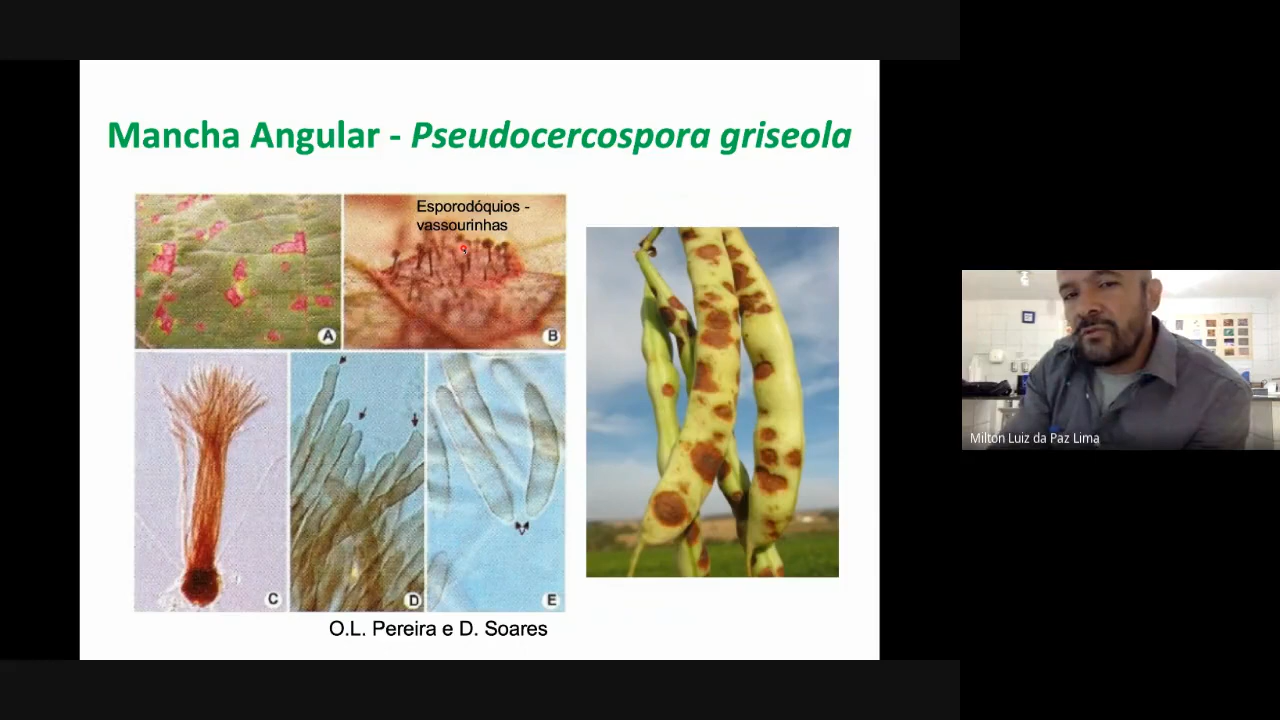 Mancha Angular - Pseudocercospora griseola
Esporodóquios -
vassourinhas
A
B
C
D
E
O.L. Pereira e D. Soares
Milton Luiz da Paz Lima